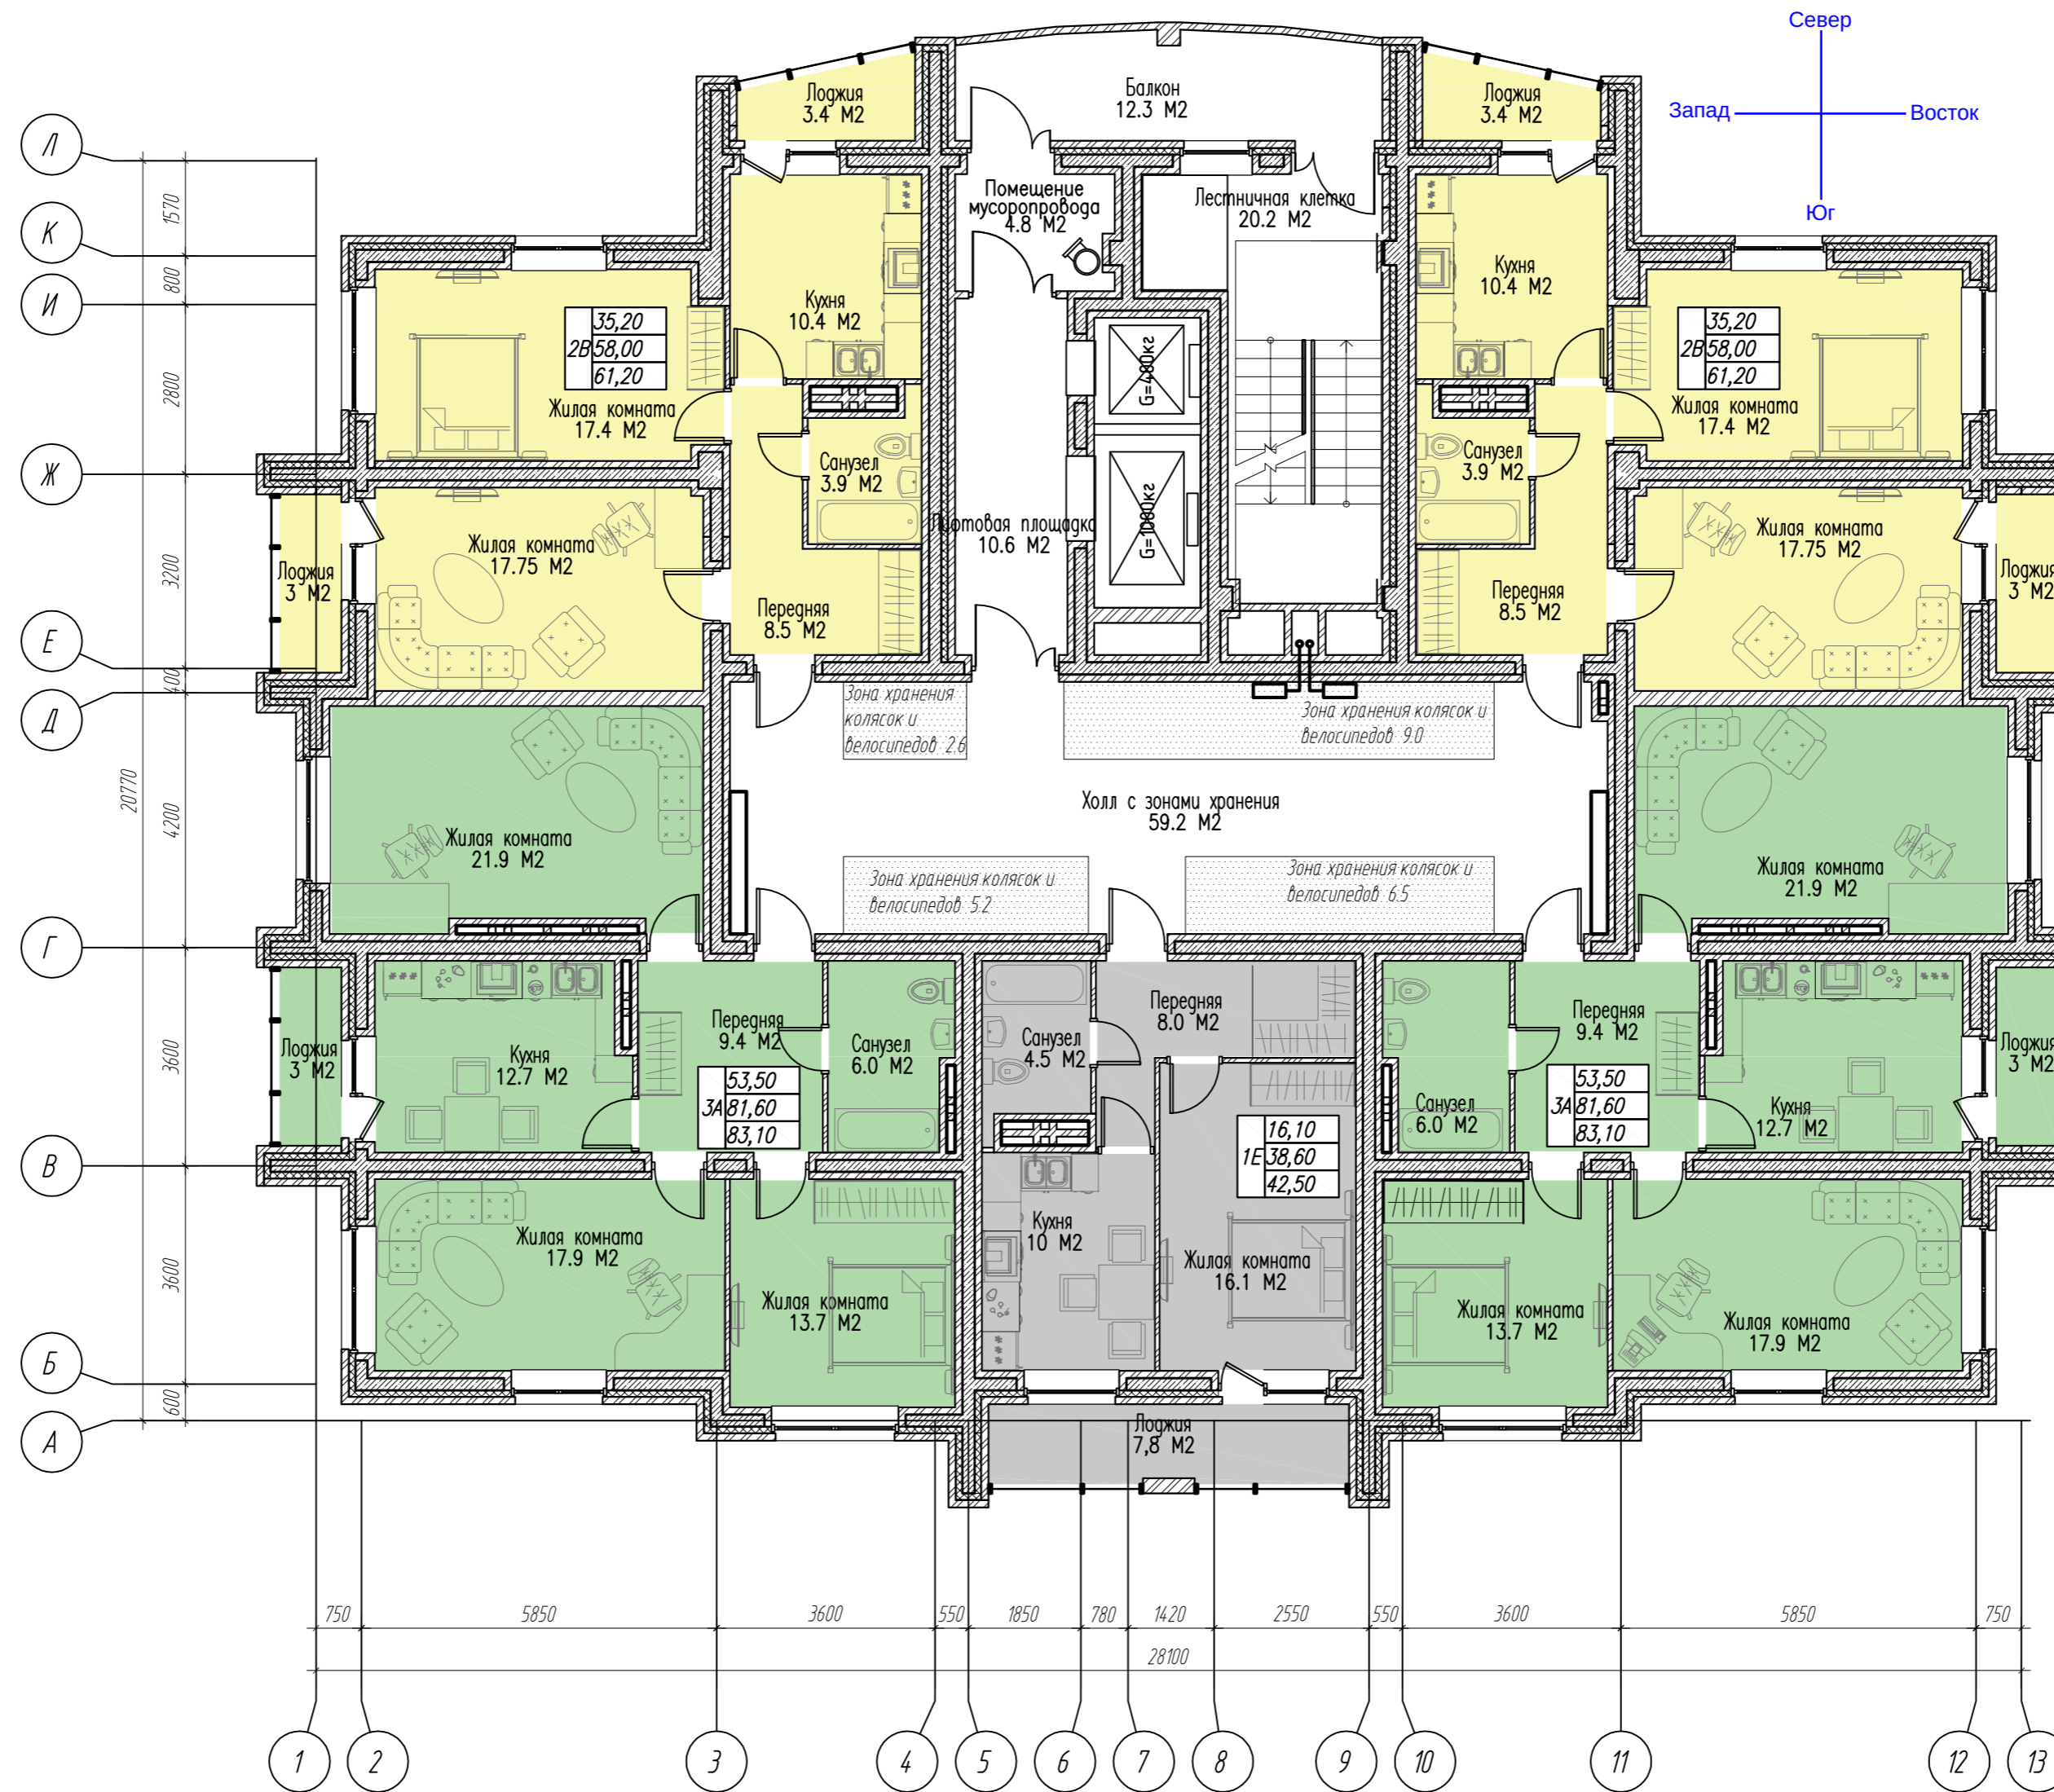 Север
Запад
Восток
Юг
Л
К
И
Ж
Е
Д
Г
В
Б
А
1570
800
2800
3200
400
4200
3600
3600
600
20770
Лоджия
3.4 М2
Балкон
12.3 М2
Лоджия
3.4 М2
Помещение
мусоропровода
4.8 М2
Лестничная клетка
20.2 М2
Кухня
10.4 М2
Кухня
10.4 М2
35,20
2В 58,00
61,20
Жилая комната
17.4 М2
35,20
2В 58,00
61,20
Жилая комната
17.4 М2
G=400кг
G=1000кг
Санузел
3.9 М2
Санузел
3.9 М2
Лифтовая площадка
10.6 М2
Лоджия
3 М2
Жилая комната
17.75 М2
Передняя
8.5 М2
Передняя
8.5 М2
Жилая комната
17.75 М2
Лоджия
3 М2
Зона хранения
колясок и
велосипедов 2.6
Зона хранения колясок и
велосипедов 9.0
Холл с зонами хранения
59.2 М2
Зона хранения колясок и
велосипедов 5.2
Зона хранения колясок и
велосипедов 6.5
Жилая комната
21.9 М2
Жилая комната
21.9 М2
Лоджия
3 М2
Кухня
12.7 М2
Передняя
9.4 М2
Санузел
6.0 М2
53,50
3А 81,60
83,10
Санузел
4.5 М2
Передняя
8.0 М2
16,10
1Е 38,60
42,50
Санузел
6.0 М2
Передняя
9.4 М2
53,50
3А 81,60
83,10
Кухня
12.7 М2
Лоджия
3 М2
Жилая комната
17.9 М2
Жилая комната
13.7 М2
Кухня
10 М2
Жилая комната
16.1 М2
Жилая комната
13.7 М2
Жилая комната
17.9 М2
Лоджия
7,8 М2
750 5850 3600 550 1850 780 1420 2550 550 3600 5850 750
28100
1 2 3 4 5 6 7 8 9 10 11 12 13